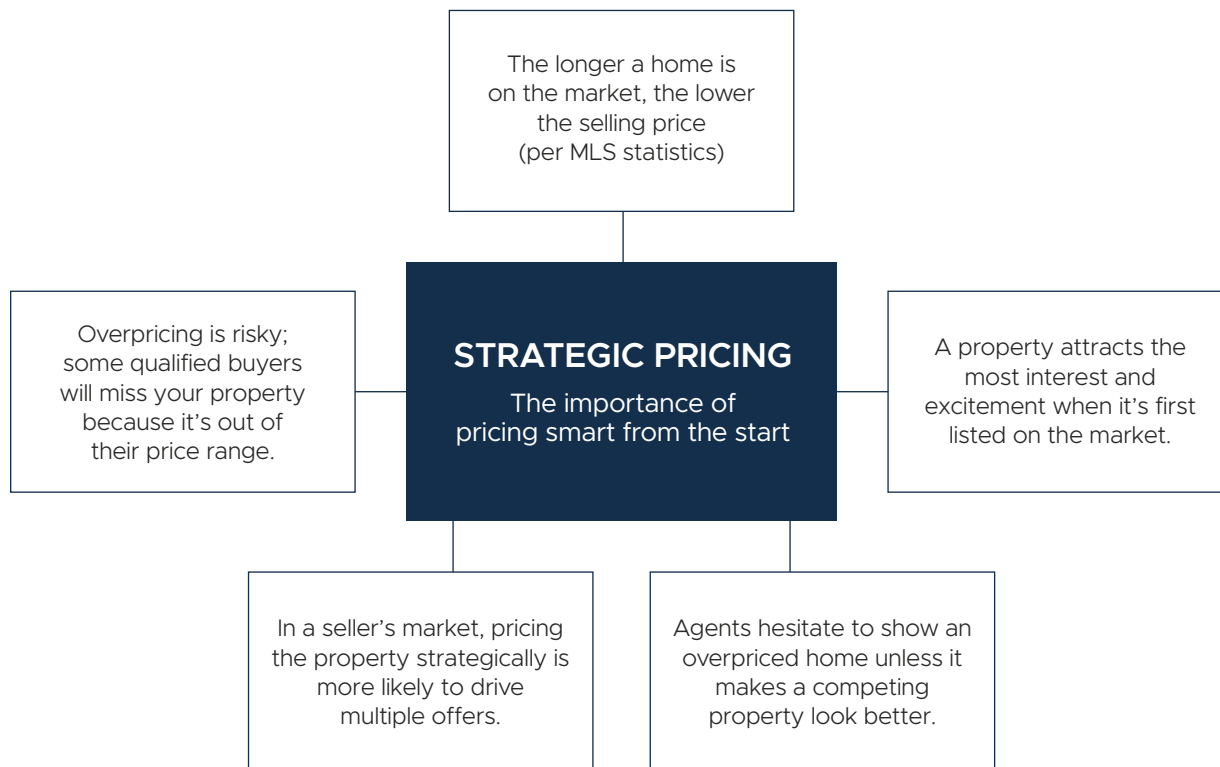 The longer a home is
on the market, the lower
the selling price
(per MLS statistics)
Overpricing is risky;
some qualified buyers
will miss your property
because it’s out of
their price range.
STRATEGIC PRICING
The importance of
pricing smart from the start
A property attracts the
most interest and
excitement when it’s first
listed on the market.
In a seller’s market, pricing
the property strategically is
more likely to drive
multiple offers.
Agents hesitate to show an
overpriced home unless it
makes a competing
property look better.